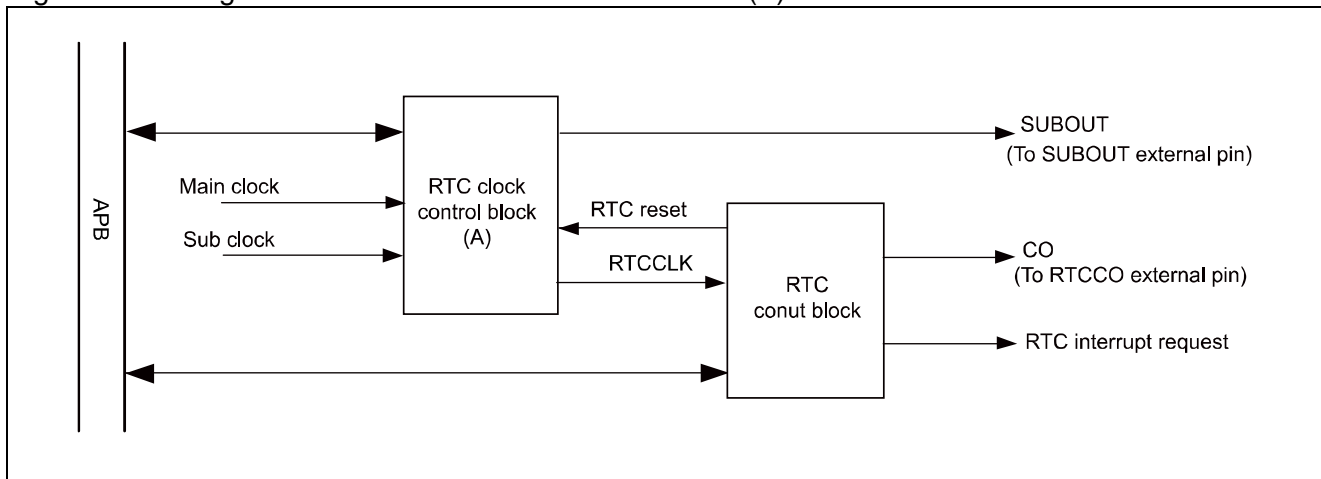 (A)
SUBOUT
(To SUBOUT external pin)
APB
Main clock
Sub clock
RTC clock
control block
(A)
RTC reset
RTCCLK
RTC
conut block
CO
(To RTCCO external pin)
RTC interrupt request